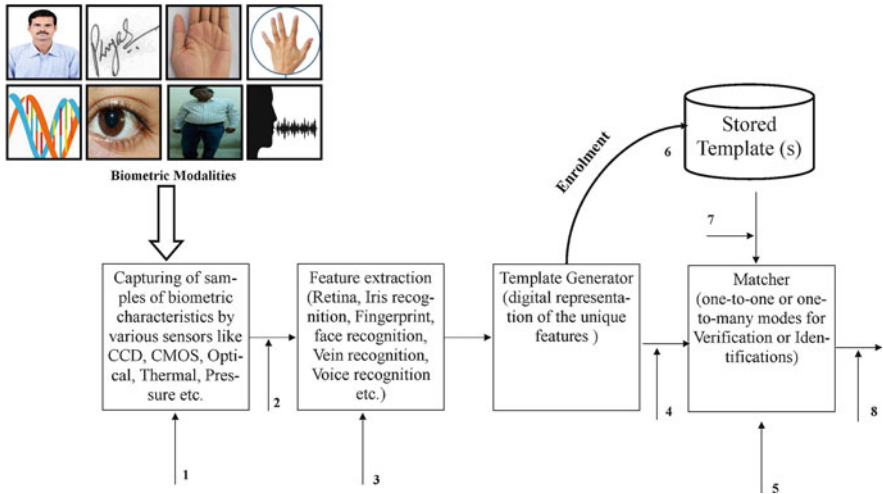 Piyas
Biometric Modalities
Enrolment
6
Stored
Template (s)
7
Capturing of sam-
ples of biometric
characteristics by
various sensors like
CCD, CMOS, Opti-
cal, Thermal, Pres-
sure etc.
Feature extraction
(Retina, Iris recog-
nition, Fingerprint,
face recognition,
Vein recognition,
Voice recognition
etc.)
Template Generator
(digital representa-
tion of the unique
features )
Matcher
(one-to-one or one-
to-many modes for
Verification or Iden-
tifications)
2
4
8
1
3
5